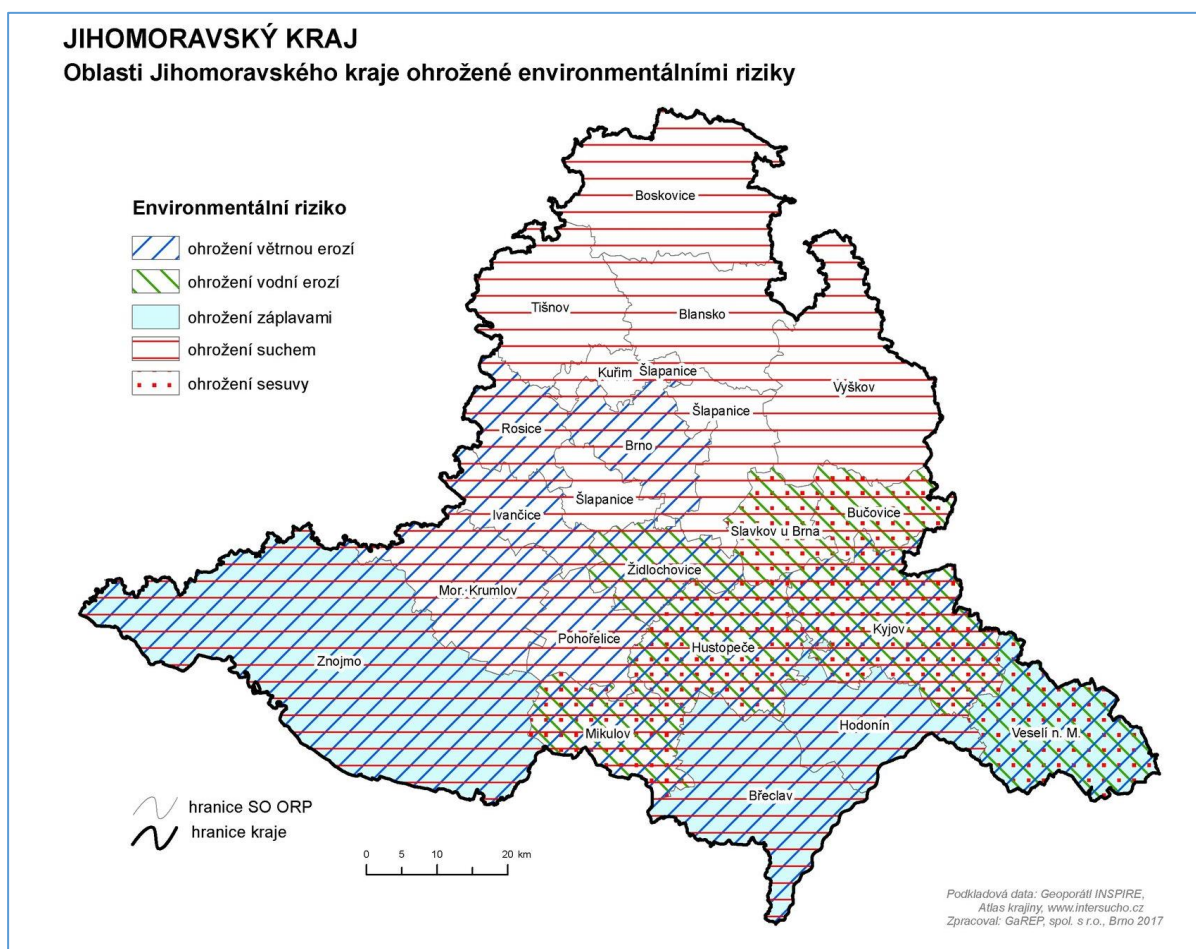 JIHOMORAVSKÝ KRAJ
Oblasti Jihomoravského kraje ohrožené environmentálními riziky
Environmentální riziko
ohrožení větrnou erozí
ohrožení vodní erozí
ohrožení záplavami
ohrožení suchem
ohrožení sesuvy
Boskovice
Tišnov
Blansko
Kuřim
Šlapanice
Vyškov
Šlapanice
Rosice
Brno
Šlapanice
Ivančice
Bučovice
Slavkov u Brna
Židlochovice
Mor. Krumlov
Kyjov
Pohořelice
Hustopeče
Znojmo
Hodonín
Mikulov
Veselí n. M.
Břeclav
hranice SO ORP
hranice kraje
0 5 10 20 km
Podkladová data: Geoporátl INSPIRE,
Atlas krajiny, www.intersucho.cz
Zpracoval: GaREP, spol. s r.o., Brno 2017